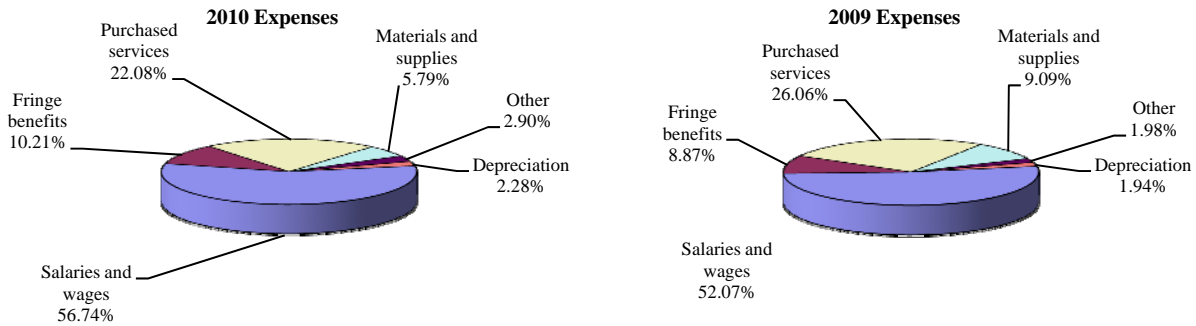 2010 Expenses
Purchased
services
22.08%
Materials and
supplies
5.79%
Fringe
benefits
10.21%
Other
2.90%
Depreciation
2.28%
Salaries and
wages
56.74%
2009 Expenses
Purchased
services
26.06%
Materials and
supplies
9.09%
Fringe
benefits
8.87%
Other
1.98%
Depreciation
1.94%
Salaries and
wages
52.07%